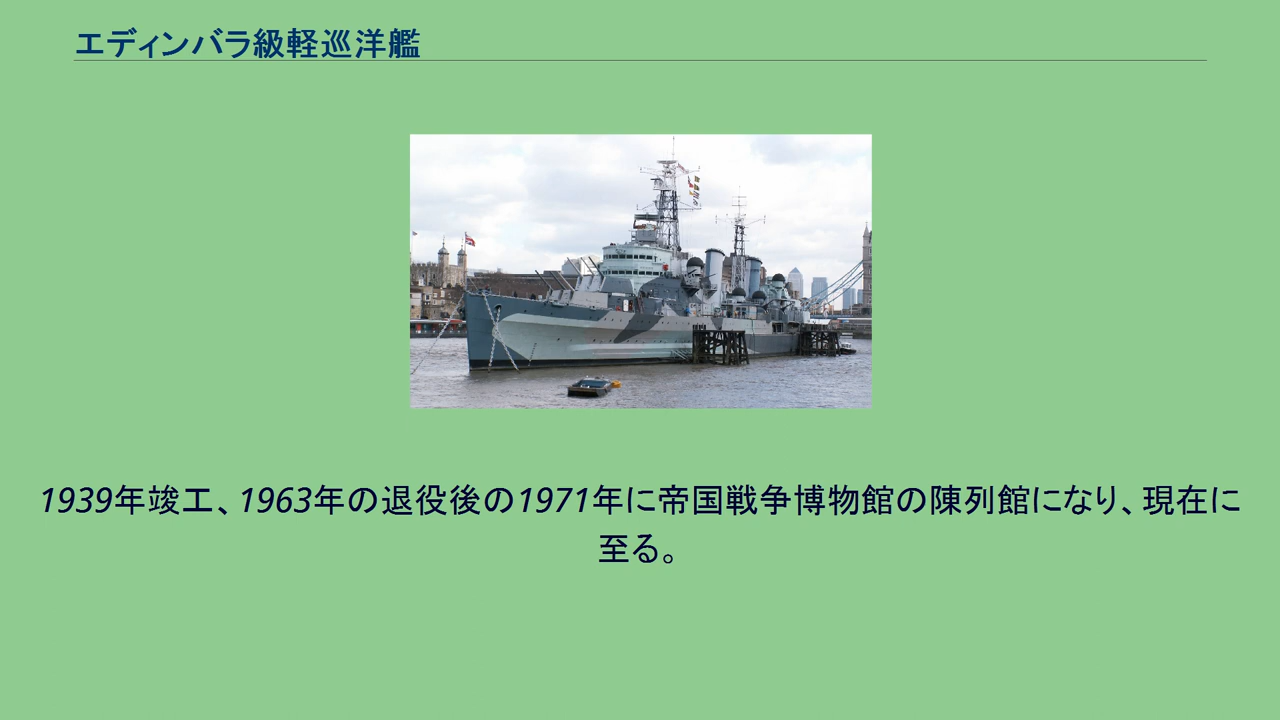 エディンバラ級軽巡洋艦
1939年竣工、1963年の退役後の1971年に帝国戦争博物館の陳列館になり、現在に
至る。